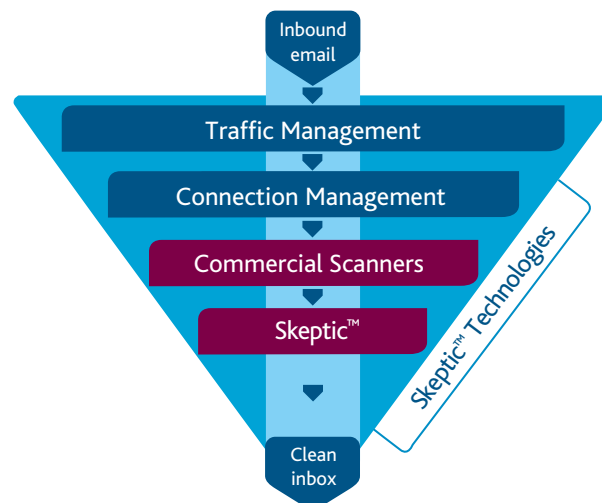 Inbound
email
Traffic Management
Connection Management
Commercial Scanners
Skeptic™
Skeptic™ Technologies
Clean
inbox